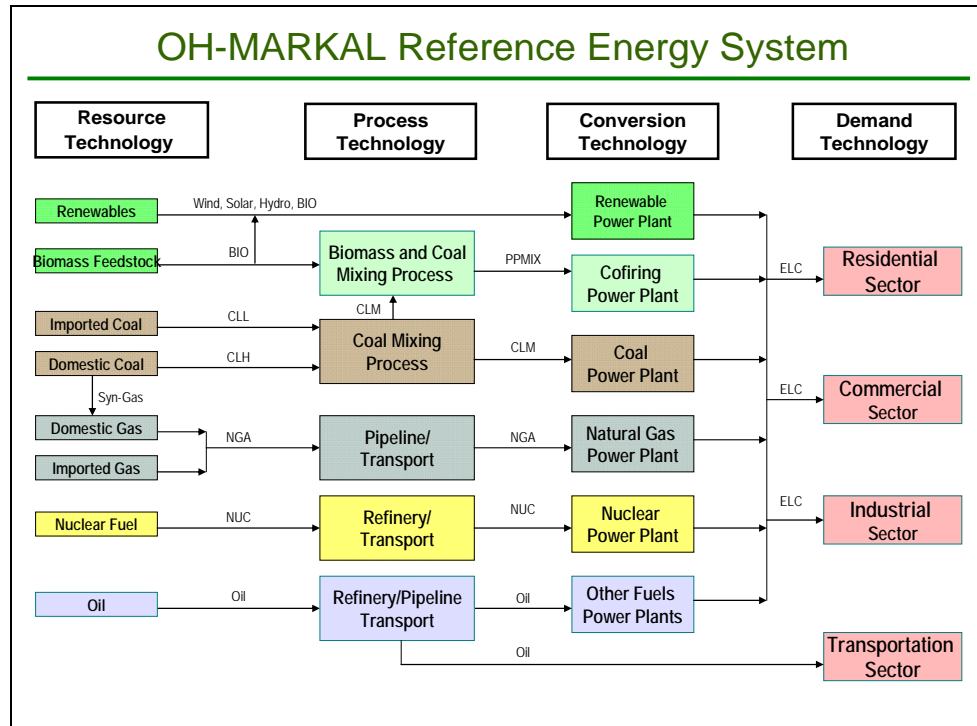 OH-MARKAL Reference Energy System
Resource
Technology
Process
Technology
Conversion
Technology
Demand
Technology
Renewables
Wind, Solar, Hydro, BIO
Renewable
Power Plant
Biomass Feedstock
BIO
Biomass and Coal
Mixing Process
PPMIX
Cofiring
Power Plant
ELC
Residential
Sector
Imported Coal
CLL
CLM
Domestic Coal
CLH
Coal Mixing
Process
CLM
Coal
Power Plant
Syn-Gas
ELC
Commercial
Sector
Domestic Gas
Imported Gas
NGA
Pipeline/
Transport
NGA
Natural Gas
Power Plant
Nuclear Fuel
NUC
Refinery/
Transport
NUC
Nuclear
Power Plant
ELC
Industrial
Sector
Oil
Oil
Refinery/Pipeline
Transport
Oil
Other Fuels
Power Plants
Oil
Transportation
Sector